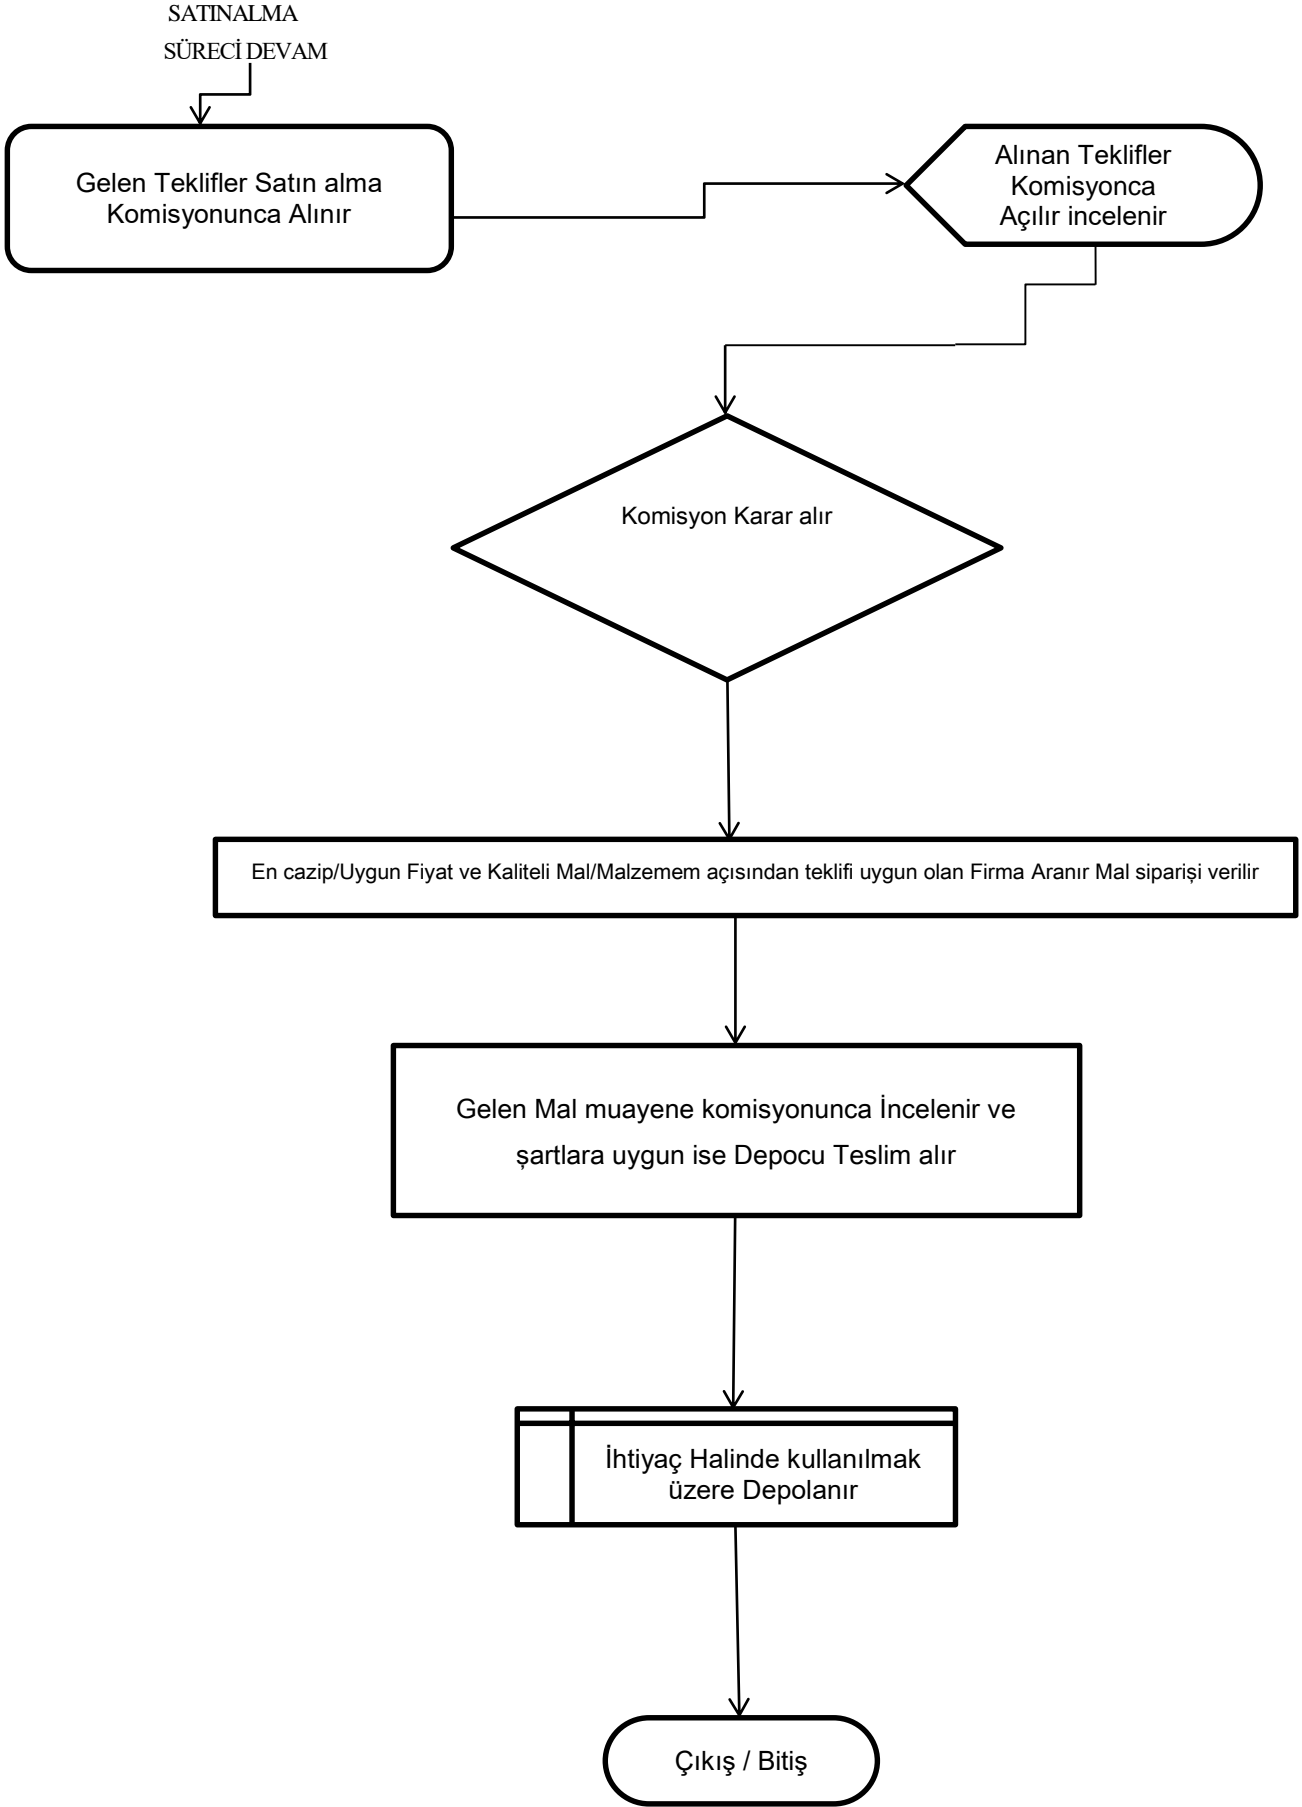 SATINALMA
SÜRECİ DEVAM
Gelen Teklifler Satın alma
Komisyonunca Alınır
Alınan Teklifler
Komisyonca
Açılır incelenir
Komisyon Karar alır
En cazip/Uygun Fiyat ve Kaliteli Mal/Malzemem açısından teklifi uygun olan Firma Aranır Mal siparişi verilir
Gelen Mal muayene komisyonunca İncelenir ve
şartlara uygun ise Depocu Teslim alır
İhtiyaç Halinde kullanılmak
üzere Depolanır
Çıkış / Bitiş